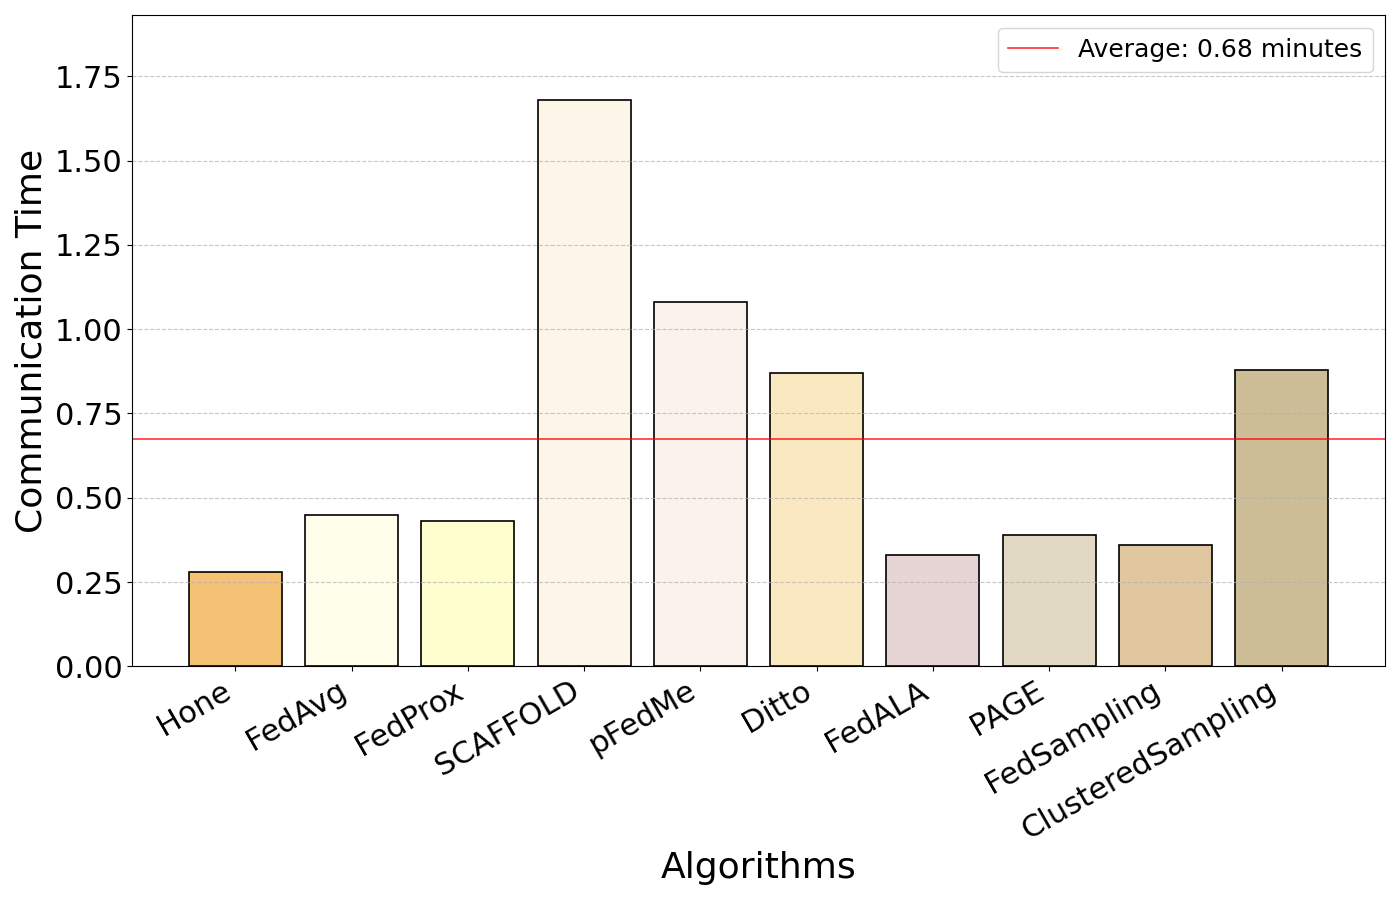 Average: 0.68 minutes
Communication Time
1.75
1.50
1.25
1.00
0.75
0.50
0.25
0.00
Hone
FedAvg
FedProx
SCAFFOLD
pFedMe
Ditto
FedALA
PAGE
FedSampling
ClusteredSampling
Algorithms